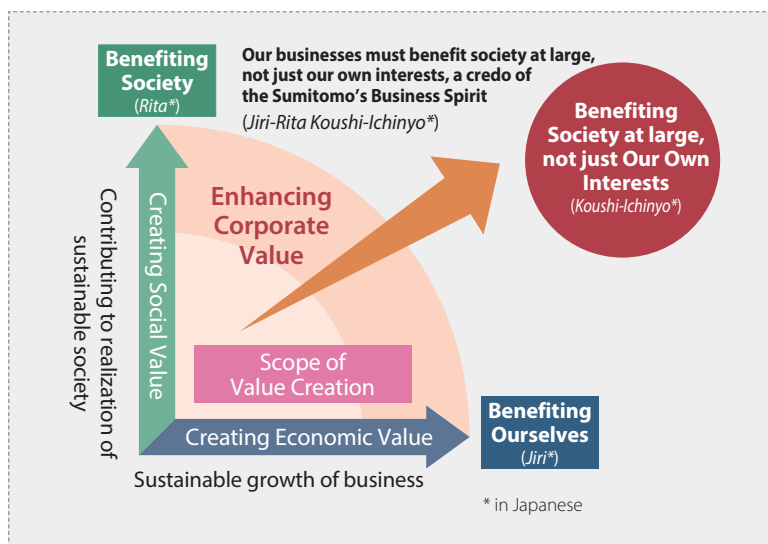 Benefiting
Society
(Rita*)
Our businesses must benefit society at large,
not just our own interests, a credo of
the Sumitomo's Business Spirit
(Jiri-Rita Koushi-Ichinyo*)
Benefiting
Society at large,
not just Our Own
Interests
(Koushi-Ichinyo*)
Enhancing
Corporate
Value
Contributing to realization of
sustainable society
Creating Social Value
Scope of
Value Creation
Creating Economic Value
Benefiting
Ourselves
(Jiri*)
Sustainable growth of business
* in Japanese